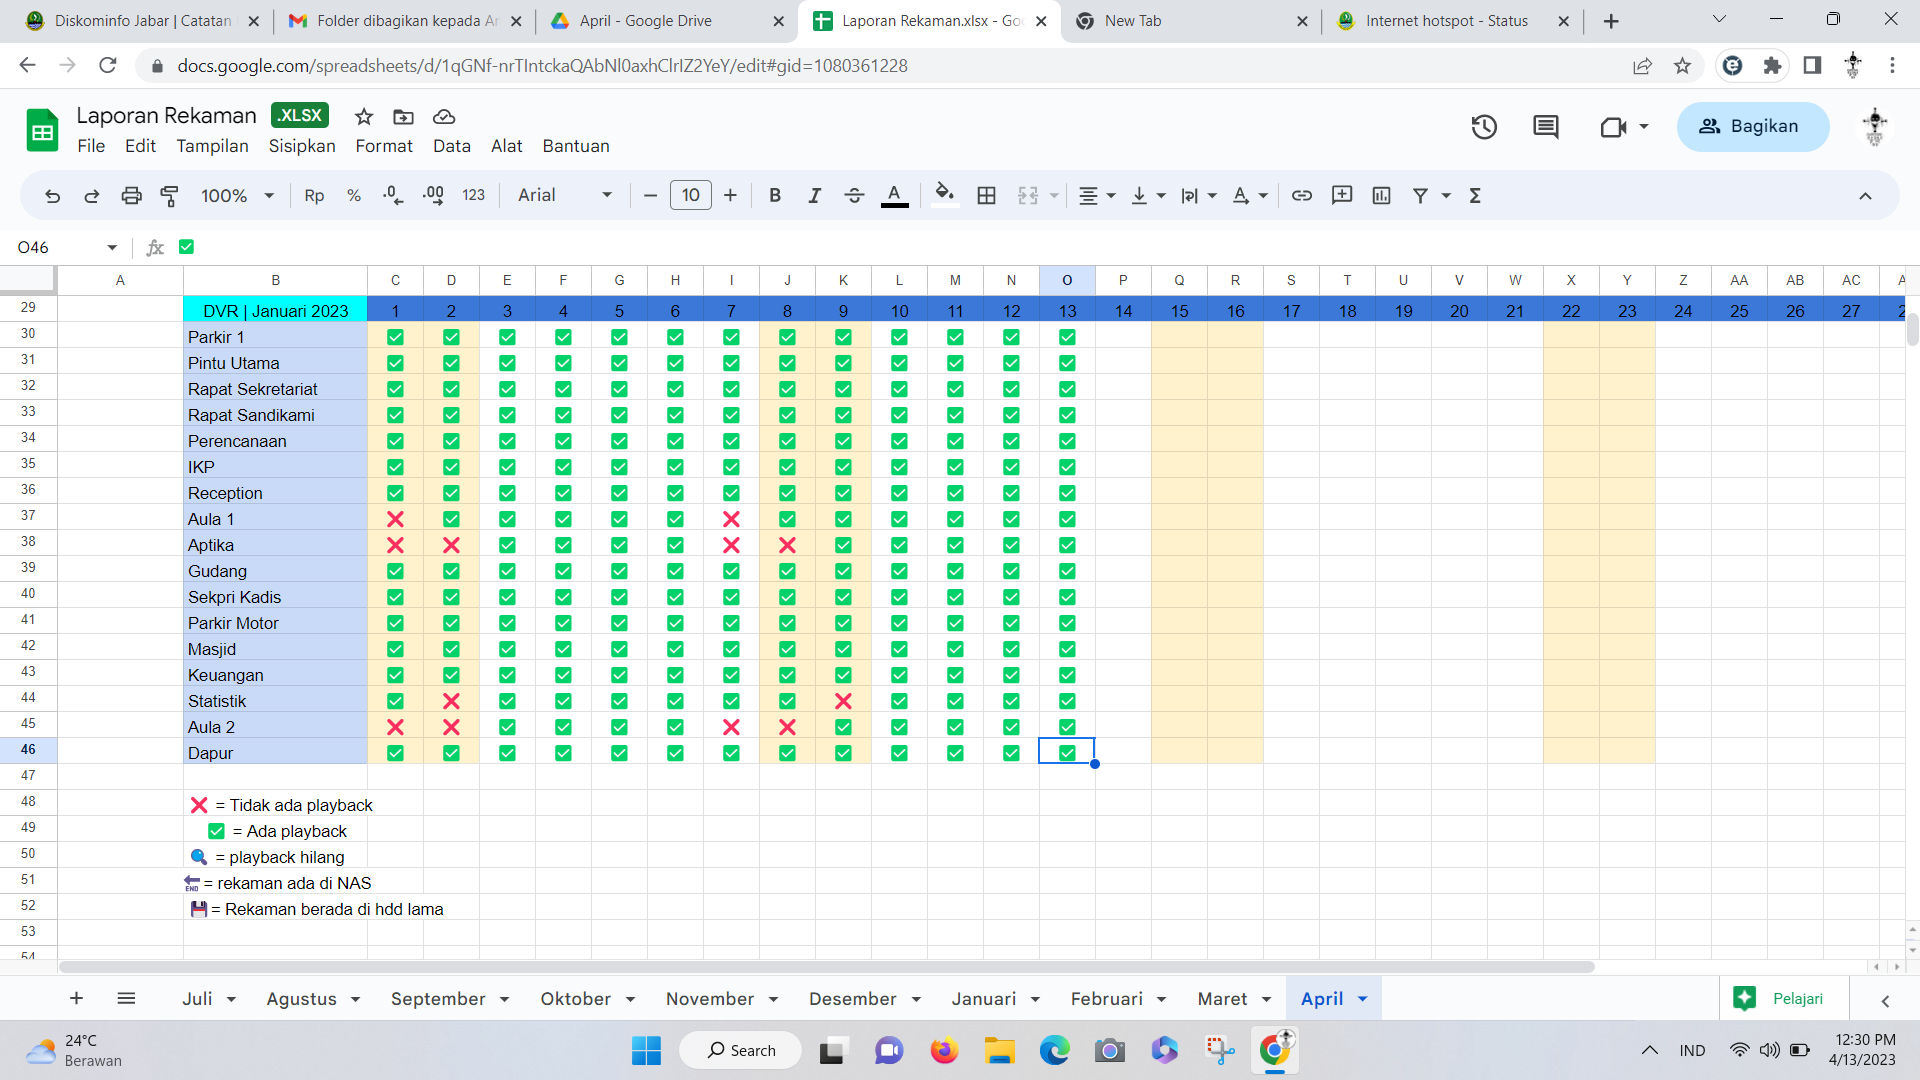 Diskominfo Jabar | Catatan
Folder dibagikan kepada An
April - Google Drive
Laporan Rekaman.xlsx - Goo
New Tab
Internet hotspot - Status
docs.google.com/spreadsheets/d/1qGNf-nrTIntckaQAbNl0axhClrIZ2YeY/edit#gid=1080361228
Laporan Rekaman .XLSX
File Edit Tampilan Sisipkan Format Data Alat Bantuan
Bagikan
100% Rp % .0 .00 123 Arial 10 B I S A Σ
O46 fx ✅
A B C D E F G H I J K L M N O P Q R S T U V W X Y Z AA AB AC A
29 DVR | Januari 2023 1 2 3 4 5 6 7 8 9 10 11 12 13 14 15 16 17 18 19 20 21 22 23 24 25 26 27 2
30 Parkir 1 ✅ ✅ ✅ ✅ ✅ ✅ ✅ ✅ ✅ ✅ ✅ ✅ ✅
31 Pintu Utama ✅ ✅ ✅ ✅ ✅ ✅ ✅ ✅ ✅ ✅ ✅ ✅ ✅
32 Rapat Sekretariat ✅ ✅ ✅ ✅ ✅ ✅ ✅ ✅ ✅ ✅ ✅ ✅ ✅
33 Rapat Sandikami ✅ ✅ ✅ ✅ ✅ ✅ ✅ ✅ ✅ ✅ ✅ ✅ ✅
34 Perencanaan ✅ ✅ ✅ ✅ ✅ ✅ ✅ ✅ ✅ ✅ ✅ ✅ ✅
35 IKP ✅ ✅ ✅ ✅ ✅ ✅ ✅ ✅ ✅ ✅ ✅ ✅ ✅
36 Reception ✅ ✅ ✅ ✅ ✅ ✅ ✅ ✅ ✅ ✅ ✅ ✅ ✅
37 Aula 1 ❌ ✅ ✅ ✅ ✅ ✅ ❌ ✅ ✅ ✅ ✅ ✅ ✅
38 Aptika ❌ ❌ ✅ ✅ ✅ ✅ ❌ ❌ ✅ ✅ ✅ ✅ ✅
39 Gudang ✅ ✅ ✅ ✅ ✅ ✅ ✅ ✅ ✅ ✅ ✅ ✅ ✅
40 Sekpri Kadis ✅ ✅ ✅ ✅ ✅ ✅ ✅ ✅ ✅ ✅ ✅ ✅ ✅
41 Parkir Motor ✅ ✅ ✅ ✅ ✅ ✅ ✅ ✅ ✅ ✅ ✅ ✅ ✅
42 Masjid ✅ ✅ ✅ ✅ ✅ ✅ ✅ ✅ ✅ ✅ ✅ ✅ ✅
43 Keuangan ✅ ✅ ✅ ✅ ✅ ✅ ✅ ✅ ✅ ✅ ✅ ✅ ✅
44 Statistik ✅ ❌ ✅ ✅ ✅ ✅ ✅ ✅ ❌ ✅ ✅ ✅ ✅
45 Aula 2 ❌ ❌ ✅ ✅ ✅ ✅ ❌ ❌ ✅ ✅ ✅ ✅ ✅
46 Dapur ✅ ✅ ✅ ✅ ✅ ✅ ✅ ✅ ✅ ✅ ✅ ✅ ✅
47
48 ❌ = Tidak ada playback
49 ✅ = Ada playback
50 🔍 = playback hilang
51 🔚 = rekaman ada di NAS
52 💾 = Rekaman berada di hdd lama
53
54
Juli Agustus September Oktober November Desember Januari Februari Maret April Pelajari
24°C
Berawan
Search
IND
12:30 PM
4/13/2023